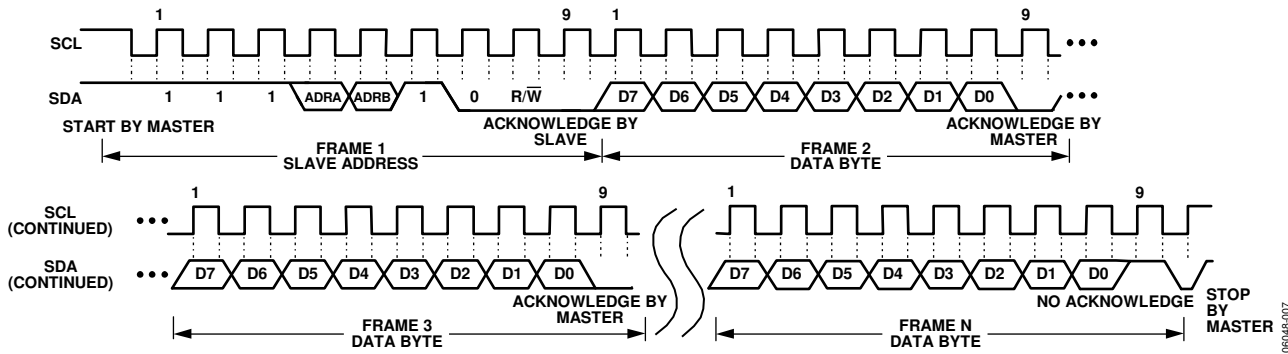 1 9 1 9
SCL
SDA 1 1 1 ADRA ADRB 1 0 R/W̅ D7 D6 D5 D4 D3 D2 D1 D0
START BY MASTER
ACKNOWLEDGE BY
SLAVE
ACKNOWLEDGE BY
MASTER
FRAME 1
SLAVE ADDRESS
FRAME 2
DATA BYTE
1 9 1 9
SCL
(CONTINUED)
SDA
(CONTINUED)
D7 D6 D5 D4 D3 D2 D1 D0
D7 D6 D5 D4 D3 D2 D1 D0
ACKNOWLEDGE BY
MASTER
NO ACKNOWLEDGE
STOP
BY
MASTER
FRAME 3
DATA BYTE
FRAME N
DATA BYTE
06048-007